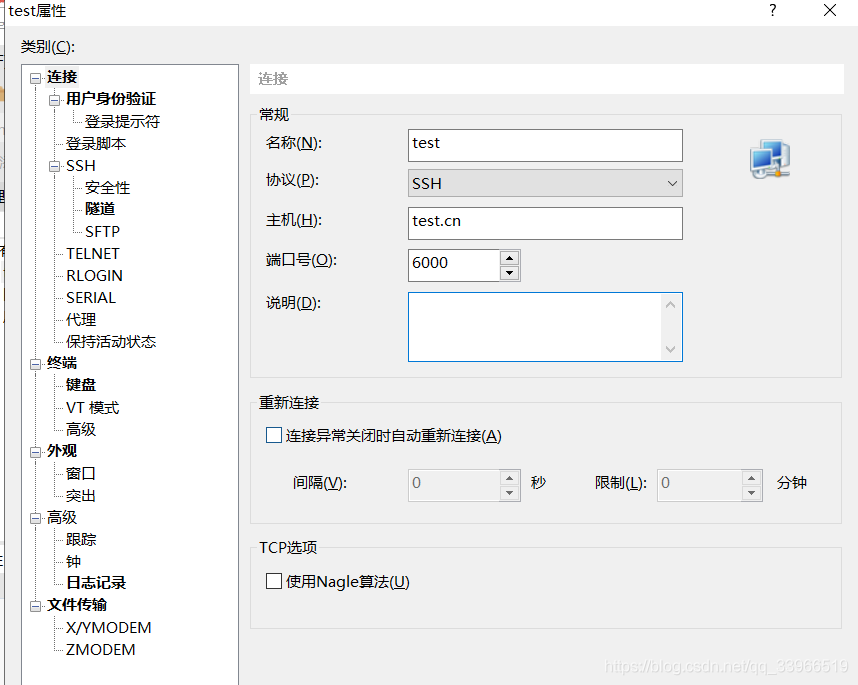 test属性
类别(C):
连接
用户身份验证
登录提示符
登录脚本
SSH
安全性
隧道
SFTP
TELNET
RLOGIN
SERIAL
代理
保持活动状态
终端
键盘
VT 模式
高级
外观
窗口
突出
高级
跟踪
钟
日志记录
文件传输
X/YMODEM
ZMODEM
连接
常规
名称(N): test
协议(P): SSH
主机(H): test.cn
端口号(O): 6000
说明(D):
重新连接
连接异常关闭时自动重新连接(A)
间隔(V): 0 秒 限制(L): 0 分钟
TCP选项
使用Nagle算法(U)
https://blog.csdn.net/qq_33966519